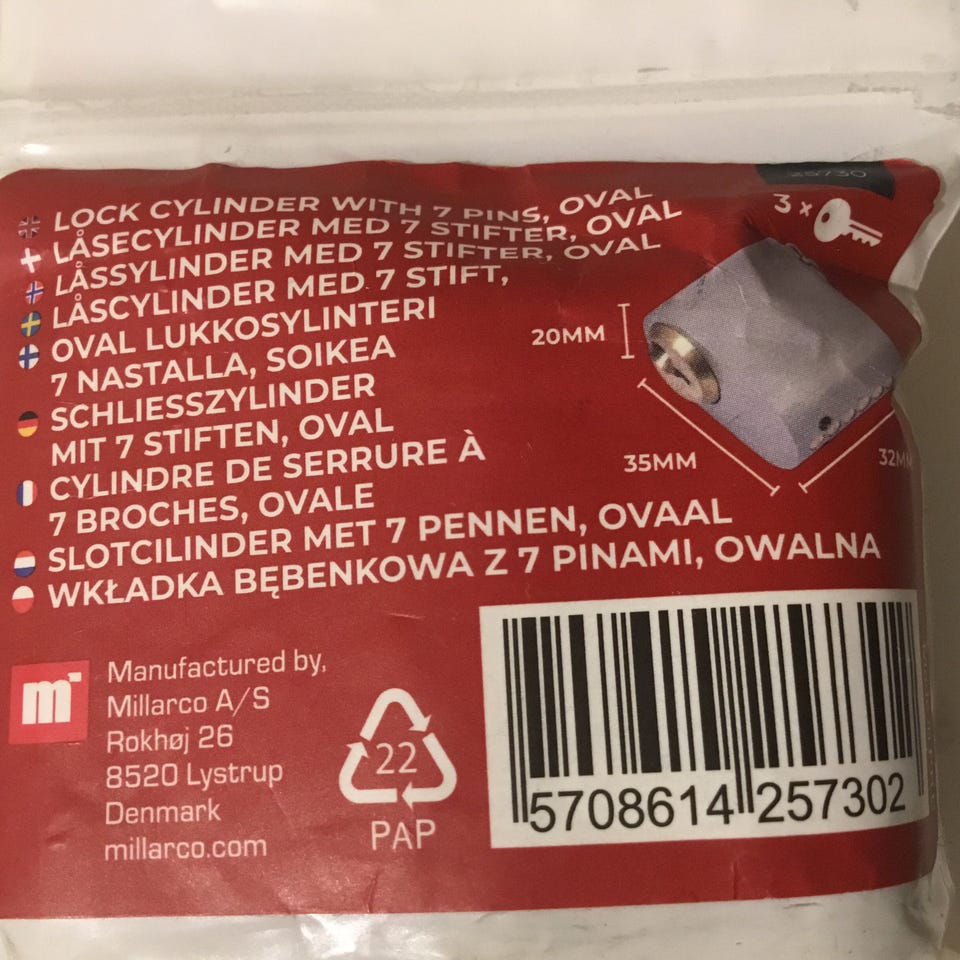 25730
3 x
LOCK CYLINDER WITH 7 PINS, OVAL
LÅSECYLINDER MED 7 STIFTER, OVAL
LÅSSYLINDER MED 7 STIFTER, OVAL
LÅSCYLINDER MED 7 STIFT,
OVAL LUKKOSYLINTERI
7 NASTALLA, SOIKEA
SCHLIESSZYLINDER
MIT 7 STIFTEN, OVAL
CYLINDRE DE SERRURE À
7 BROCHES, OVALE
SLOTCILINDER MET 7 PENNEN, OVAAL
WKŁADKA BĘBENKOWA Z 7 PINAMI, OWALNA
20MM
35MM
32MM
m
Manufactured by,
Millarco A/S
Rokhøj 26
8520 Lystrup
Denmark
millarco.com
22
PAP
5708614 257302